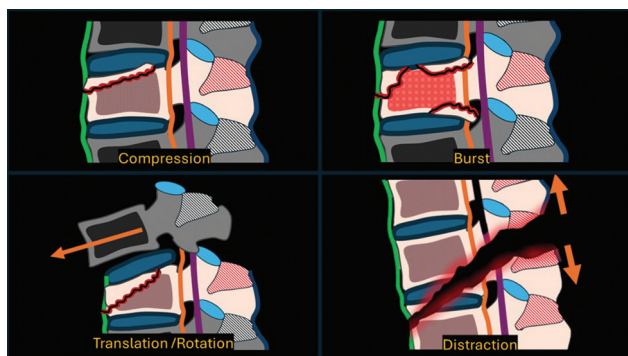 Compression
Burst
Translation /Rotation
Distraction